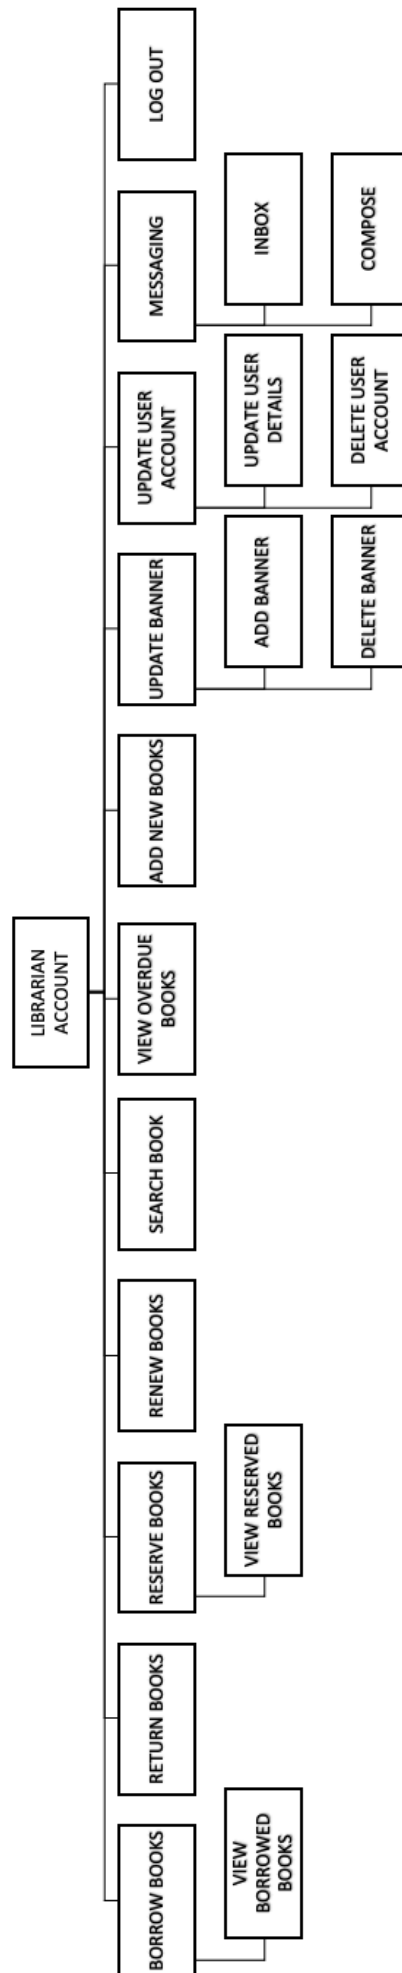 LIBRARIAN
ACCOUNT
BORROW BOOKS
RETURN BOOKS
RESERVE BOOKS
RENEW BOOKS
SEARCH BOOK
VIEW OVERDUE
BOOKS
ADD NEW BOOKS
UPDATE BANNER
UPDATE USER
ACCOUNT
MESSAGING
LOG OUT
VIEW
BORROWED
BOOKS
VIEW RESERVED
BOOKS
ADD BANNER
UPDATE USER
DETAILS
INBOX
DELETE BANNER
DELETE USER
ACCOUNT
COMPOSE